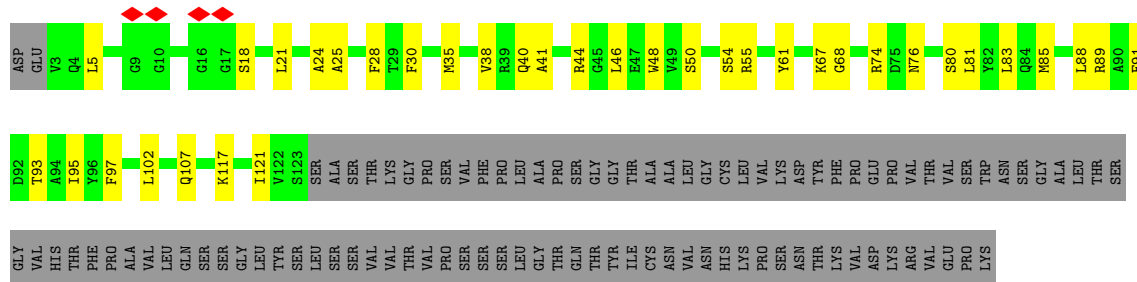 ASP GLU V3 Q4 L5 G9 G10 G16 G17 S18 L21 A24 A25 F28 T29 F30 M35 V38 R39 Q40 A41 R44 G45 L46 E47 W48 V49 S50 S54 R55 Y61 K67 G68 R74 D75 N76 S80 L81 Y82 L83 Q84 M85 L88 R89 A90
D92 T93 A94 I95 Y96 F97 L102 Q107 K117 I121 V122 S123 SER ALA SER THR LYS GLY PRO SER VAL PHE PRO LEU ALA PRO SER GLY GLY THR ALA ALA LEU GLY CYS LEU VAL LYS ASP TYR PHE PRO GLU PRO VAL THR VAL SER TRP ASN SER GLY ALA LEU THR SER
GLY VAL HIS THR PHE PRO ALA VAL LEU GLN SER SER GLY LEU TYR SER LEU SER SER VAL VAL THR VAL PRO SER SER SER LEU GLY THR GLN THR TYR ILE CYS ASN VAL ASN HIS LYS PRO SER ASN THR LYS VAL ASP LYS ARG VAL GLU PRO LYS